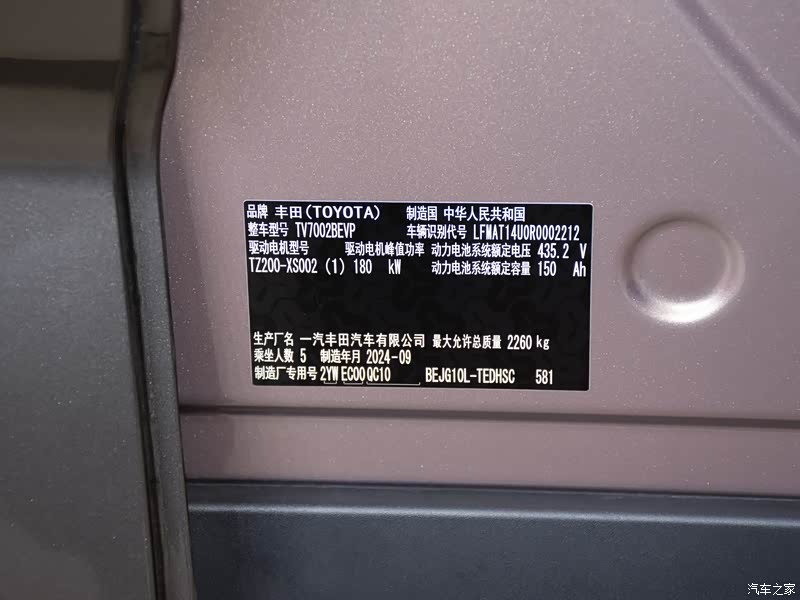 品牌 丰田(TOYOTA) 制造国 中华人民共和国
整车型号 TV7002BEVP 车辆识别代号 LFMAT14U0R0002212
驱动电机型号 驱动电机峰值功率 动力电池系统额定电压 435.2 V
TZ200-XS002 (1) 180 kW 动力电池系统额定容量 150 Ah
生产厂名 一汽丰田汽车有限公司 最大允许总质量 2260 kg
乘坐人数 5 制造年月 2024-09
制造厂专用号 2YW EC00 QC10 BEJG10L-TEDHSC 581
汽车之家